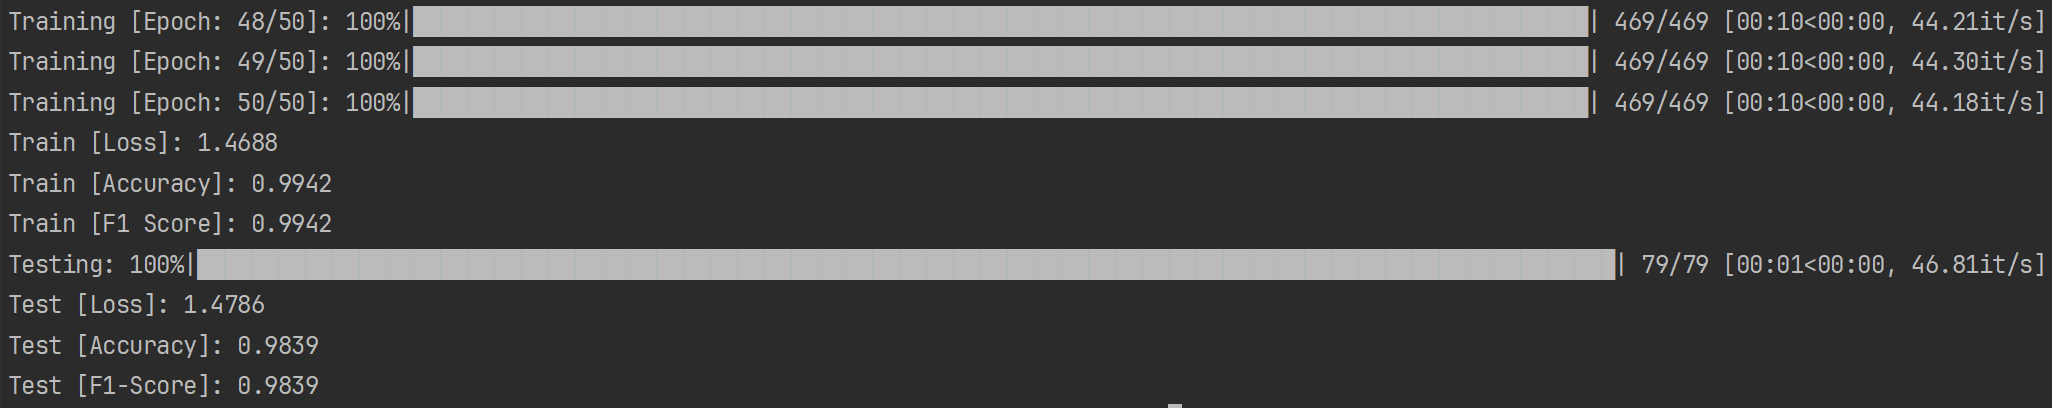 Training [Epoch: 48/50]: 100%|██████████| 469/469 [00:10<00:00, 44.21it/s]
Training [Epoch: 49/50]: 100%|██████████| 469/469 [00:10<00:00, 44.30it/s]
Training [Epoch: 50/50]: 100%|██████████| 469/469 [00:10<00:00, 44.18it/s]
Train [Loss]: 1.4688
Train [Accuracy]: 0.9942
Train [F1 Score]: 0.9942
Testing: 100%|██████████| 79/79 [00:01<00:00, 46.81it/s]
Test [Loss]: 1.4786
Test [Accuracy]: 0.9839
Test [F1-Score]: 0.9839